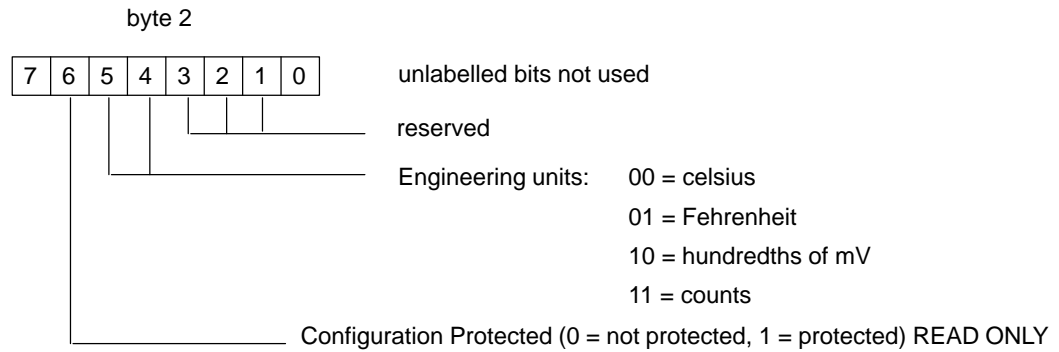 byte 2
7 6 5 4 3 2 1 0 unlabelled bits not used
reserved
Engineering units: 00 = celsius
01 = Fehrenheit
10 = hundredths of mV
11 = counts
Configuration Protected (0 = not protected, 1 = protected) READ ONLY